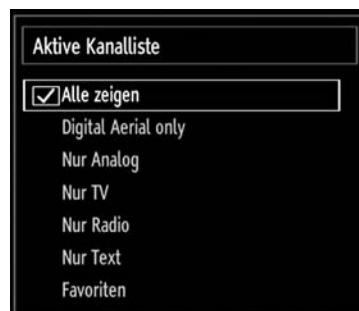 Aktive Kanalliste
Alle zeigen
Digital Aerial only
Nur Analog
Nur TV
Nur Radio
Nur Text
Favoriten